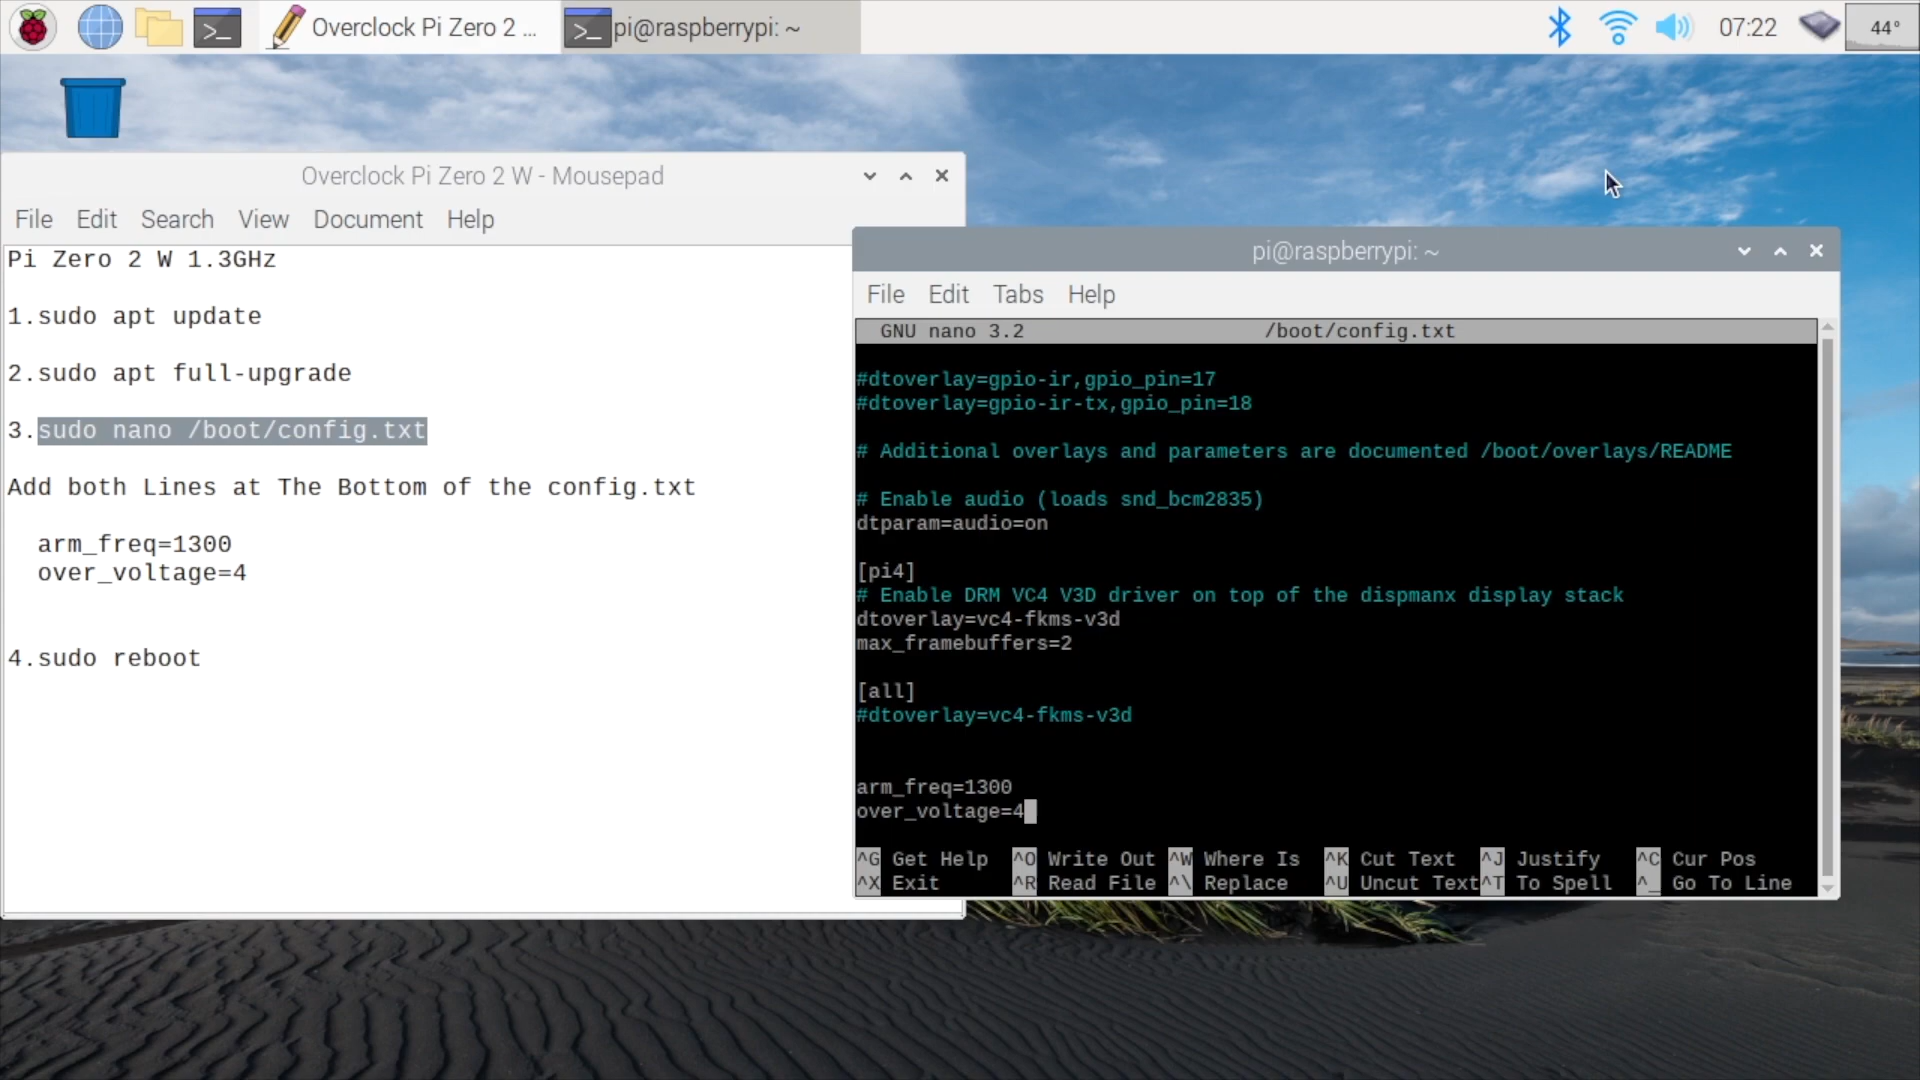 Overclock Pi Zero 2 ...
pi@raspberrypi: ~
07:22
44°
Overclock Pi Zero 2 W - Mousepad
File Edit Search View Document Help
Pi Zero 2 W 1.3GHz
1.sudo apt update
2.sudo apt full-upgrade
3.sudo nano /boot/config.txt
Add both Lines at The Bottom of the config.txt
arm_freq=1300
over_voltage=4
4.sudo reboot
pi@raspberrypi: ~
File Edit Tabs Help
GNU nano 3.2 /boot/config.txt
#dtoverlay=gpio-ir,gpio_pin=17
#dtoverlay=gpio-ir-tx,gpio_pin=18
# Additional overlays and parameters are documented /boot/overlays/README
# Enable audio (loads snd_bcm2835)
dtparam=audio=on
[pi4]
# Enable DRM VC4 V3D driver on top of the dispmanx display stack
dtoverlay=vc4-fkms-v3d
max_framebuffers=2
[all]
#dtoverlay=vc4-fkms-v3d
arm_freq=1300
over_voltage=4
^G Get Help ^O Write Out ^W Where Is ^K Cut Text ^J Justify ^C Cur Pos
^X Exit ^R Read File ^\ Replace ^U Uncut Text ^T To Spell ^_ Go To Line